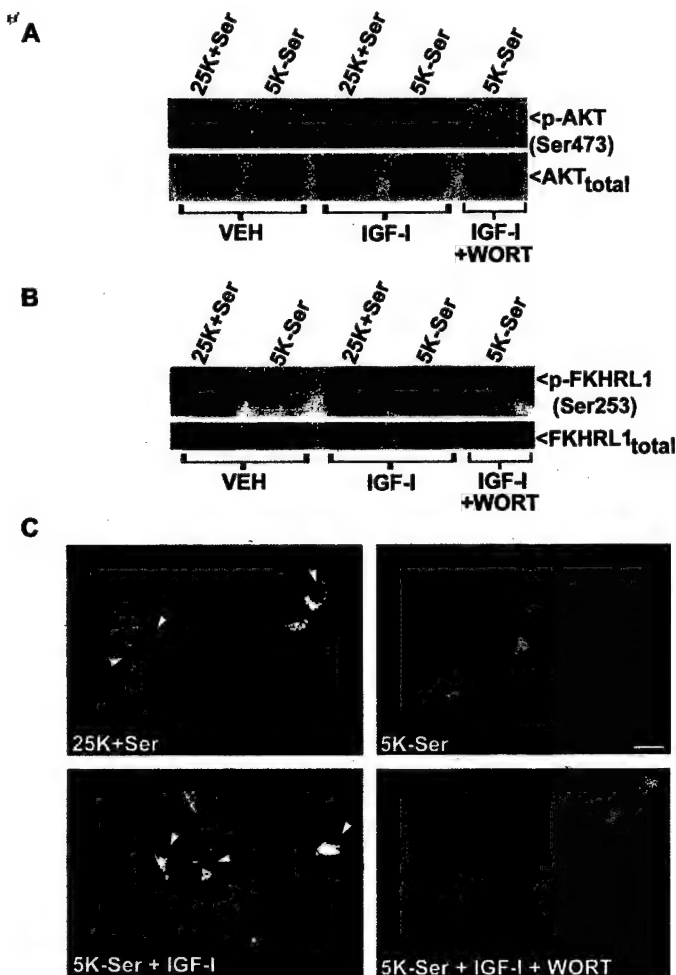 A
25K+Ser 5K-Ser 25K+Ser 5K-Ser 5K-Ser
<p-AKT
(Ser473)
<AKTtotal
VEH IGF-I IGF-I
+WORT
B
25K+Ser 5K-Ser 25K+Ser 5K-Ser 5K-Ser
<p-FKHRL1
(Ser253)
<FKHRL1total
VEH IGF-I IGF-I
+WORT
C
25K+Ser 5K-Ser
5K-Ser + IGF-I 5K-Ser + IGF-I + WORT